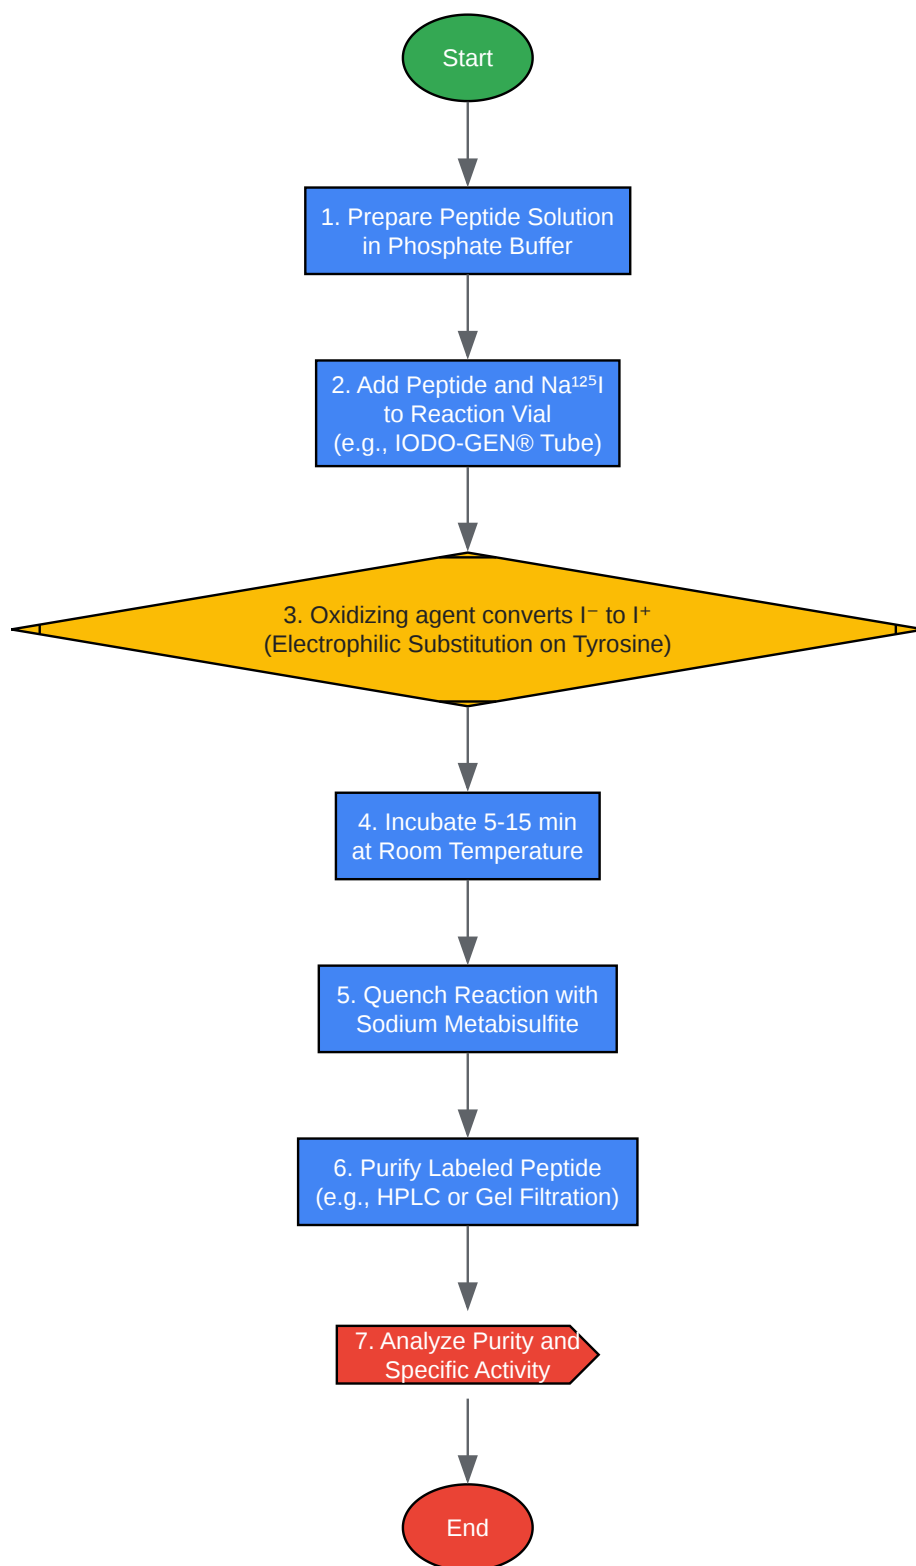 Start
1. Prepare Peptide Solution
in Phosphate Buffer
2. Add Peptide and Na¹²⁵I
to Reaction Vial
(e.g., IODO-GEN® Tube)
3. Oxidizing agent converts I⁻ to I⁺
(Electrophilic Substitution on Tyrosine)
4. Incubate 5-15 min
at Room Temperature
5. Quench Reaction with
Sodium Metabisulfite
6. Purify Labeled Peptide
(e.g., HPLC or Gel Filtration)
7. Analyze Purity and
Specific Activity
End